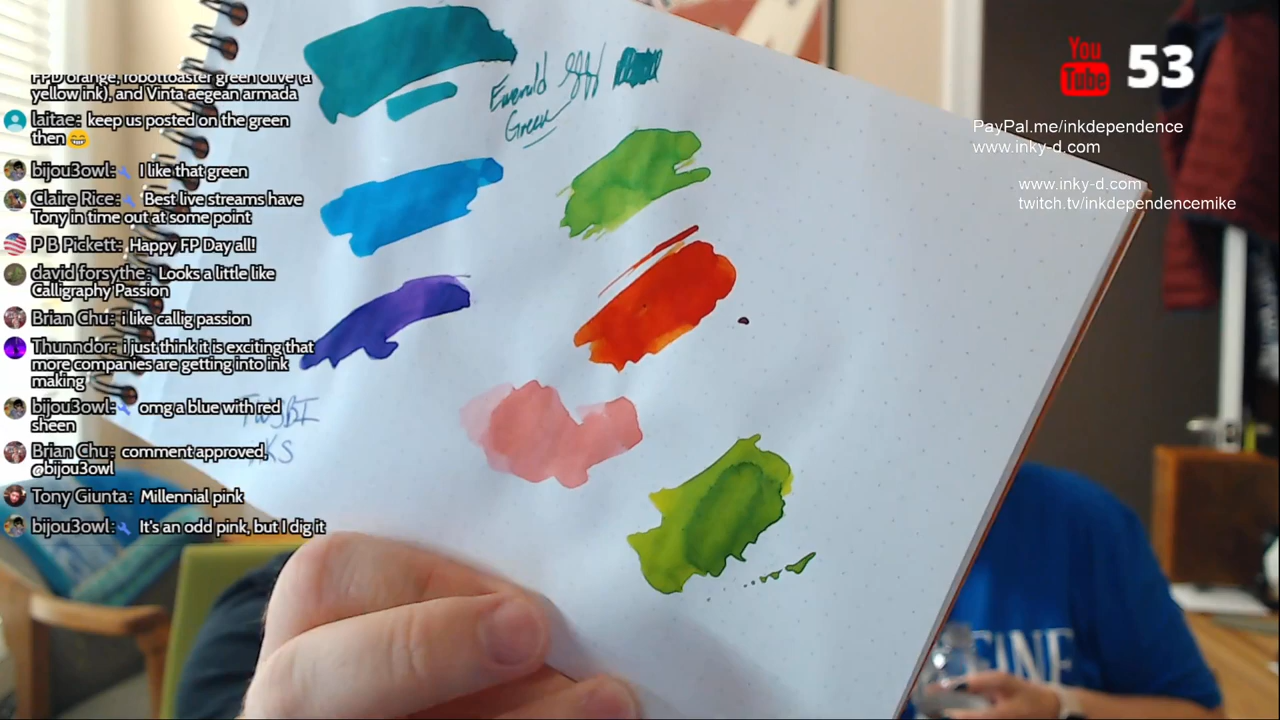 FPD orange, robottoaster green olive (a
yellow ink), and Vinta aegean armada
laitae: keep us posted on the green
then 😁
bijou3owl: I like that green
Claire Rice: Best live streams have
Tony in time out at some point
P B Pickett: Happy FP Day all!
david forsythe: Looks a little like
Calligraphy Passion
Brian Chu: i like callig passion
Thunndor: i just think it is exciting that
more companies are getting into ink
making
bijou3owl: omg a blue with red
sheen
Brian Chu: comment approved,
@bijou3owl
Tony Giunta: Millennial pink
bijou3owl: It's an odd pink, but I dig it
Emerald
Green
TWSBI
You
Tube
53
PayPal.me/inkdependence
www.inky-d.com
www.inky-d.com
twitch.tv/inkdependencemike